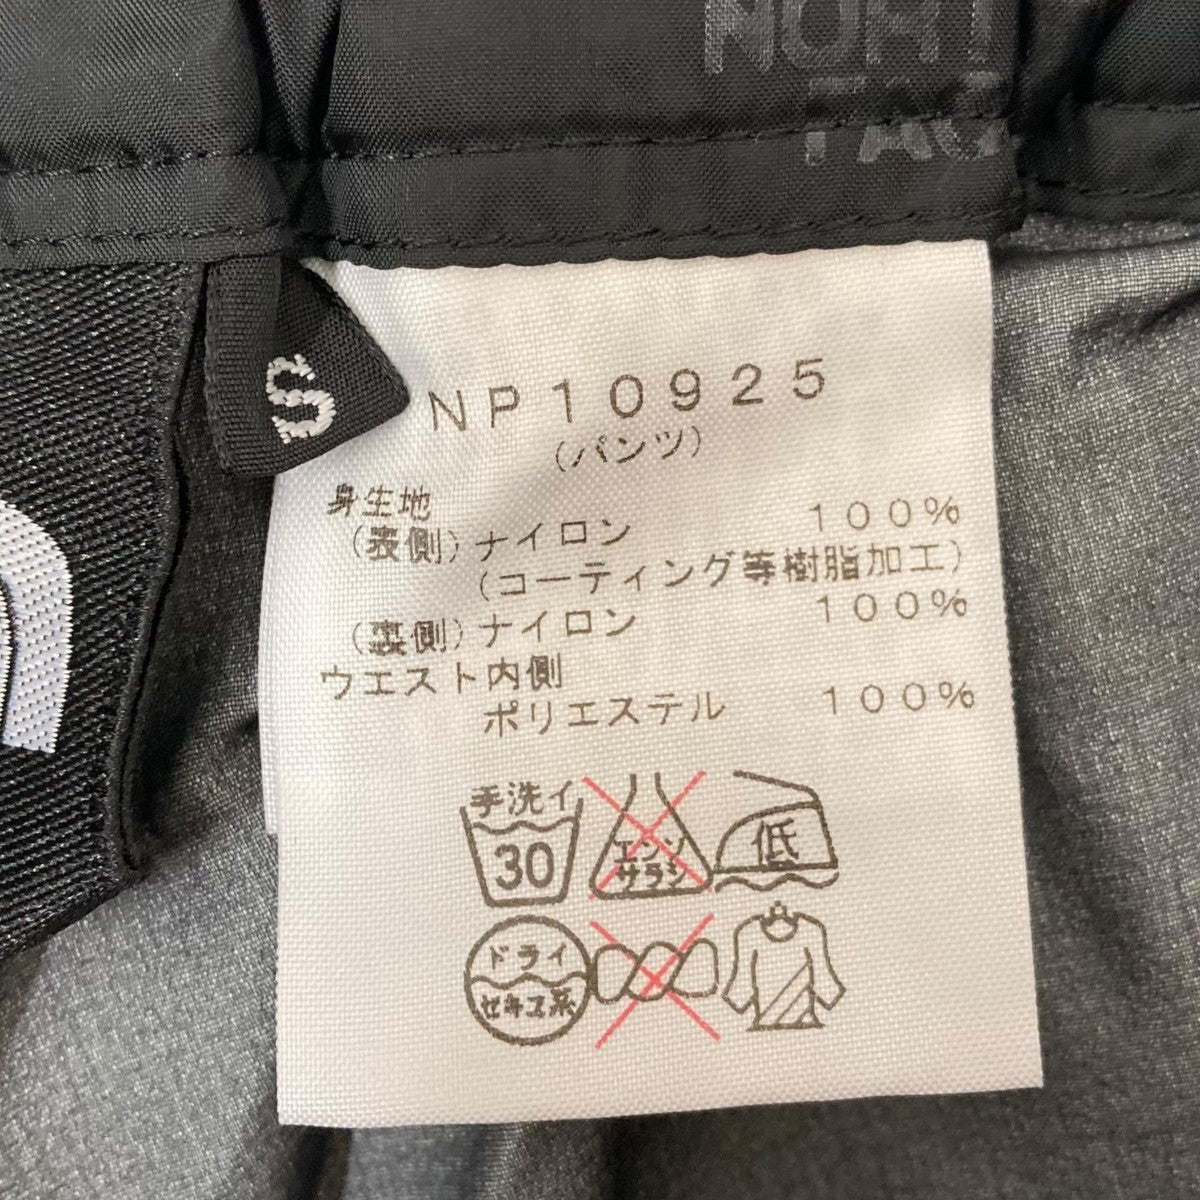 NORT
FAC
S
NP10925
(パンツ)
身生地
(表側)ナイロン 100%
(コーティング等樹脂加工)
(裏側)ナイロン 100%
ウエスト内側
ポリエステル 100%
手洗イ
30
エンソ
サラシ
低
ドライ
セキユ系